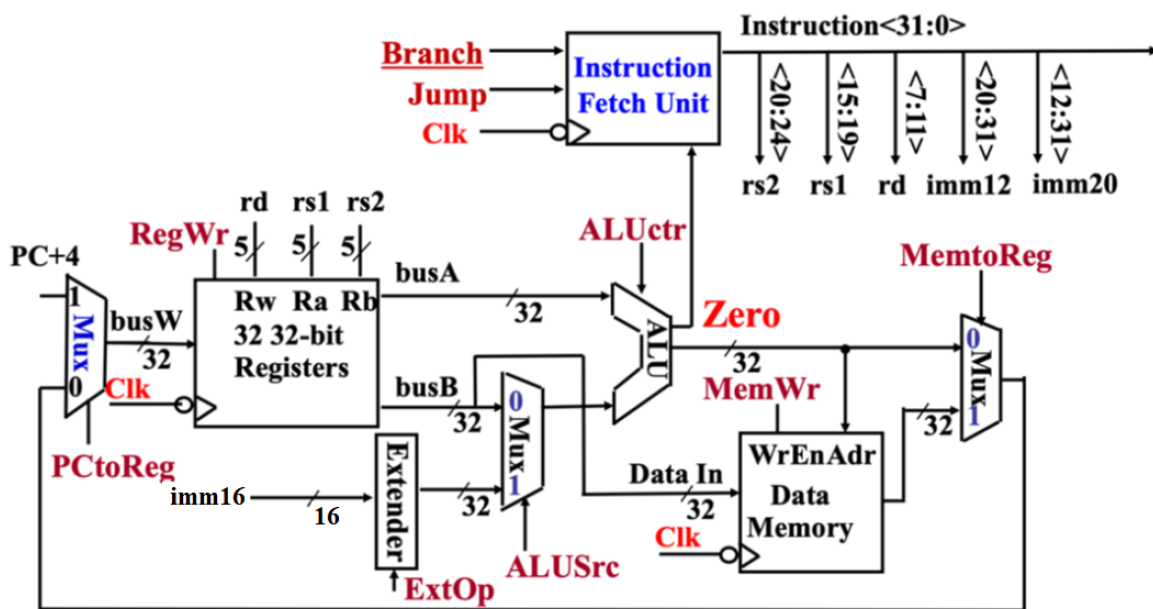 Instruction<31:0>
Branch
Jump
Clk
Instruction
Fetch Unit
<20:24>
<15:19>
<7:11>
<20:31>
<12:31>
rs2
rs1
rd
imm12
imm20
rd
rs1
rs2
RegWr
5
5
5
ALUctr
MemtoReg
PC+4
1
Mux
0
busW
32
Rw
Ra
Rb
32 32-bit
Registers
Clk
PCtoReg
busA
32
busB
32
0
Mux
1
ALU
Zero
32
MemWr
0
Mux
1
32
imm16
16
Extender
32
ExtOp
ALUSrc
Data In
32
WrEnAdr
Data
Memory
Clk